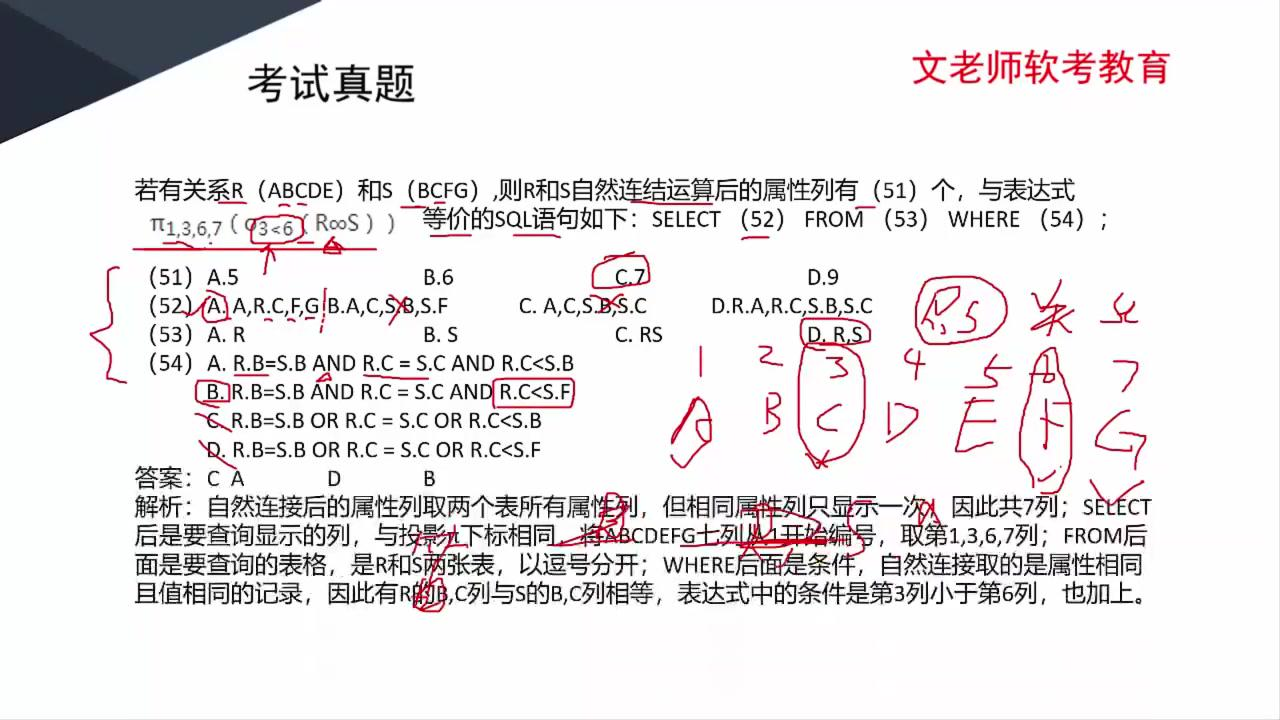 考试真题
文老师软考教育
若有关系R（ABCDE）和S（BCFG）,则R和S自然连结运算后的属性列有（51）个，与表达式
π1,3,6,7（σ3<6（R∞S）） 等价的SQL语句如下：SELECT （52） FROM （53） WHERE （54）；
（51）A.5 B.6 C.7 D.9
（52）A. A,R.C,F,G B.A,C,S.B,S.F C. A,C,S.B,S.C D.R.A,R.C,S.B,S.C
（53）A. R B. S C. RS D. R,S
（54）A. R.B=S.B AND R.C = S.C AND R.C<S.B
B. R.B=S.B AND R.C = S.C AND R.C<S.F
C. R.B=S.B OR R.C = S.C OR R.C<S.B
D. R.B=S.B OR R.C = S.C OR R.C<S.F
R,S
1 2 3 4 5 6 7
A B C D E F G
答案：C A D B
解析：自然连接后的属性列取两个表所有属性列，但相同属性列只显示一次，因此共7列；SELECT
后是要查询显示的列，与投影下标相同，将ABCDEFG七列从1开始编号，取第1,3,6,7列；FROM后
面是要查询的表格，是R和S两张表，以逗号分开；WHERE后面是条件，自然连接取的是属性相同
且值相同的记录，因此有R的B,C列与S的B,C列相等，表达式中的条件是第3列小于第6列，也加上。